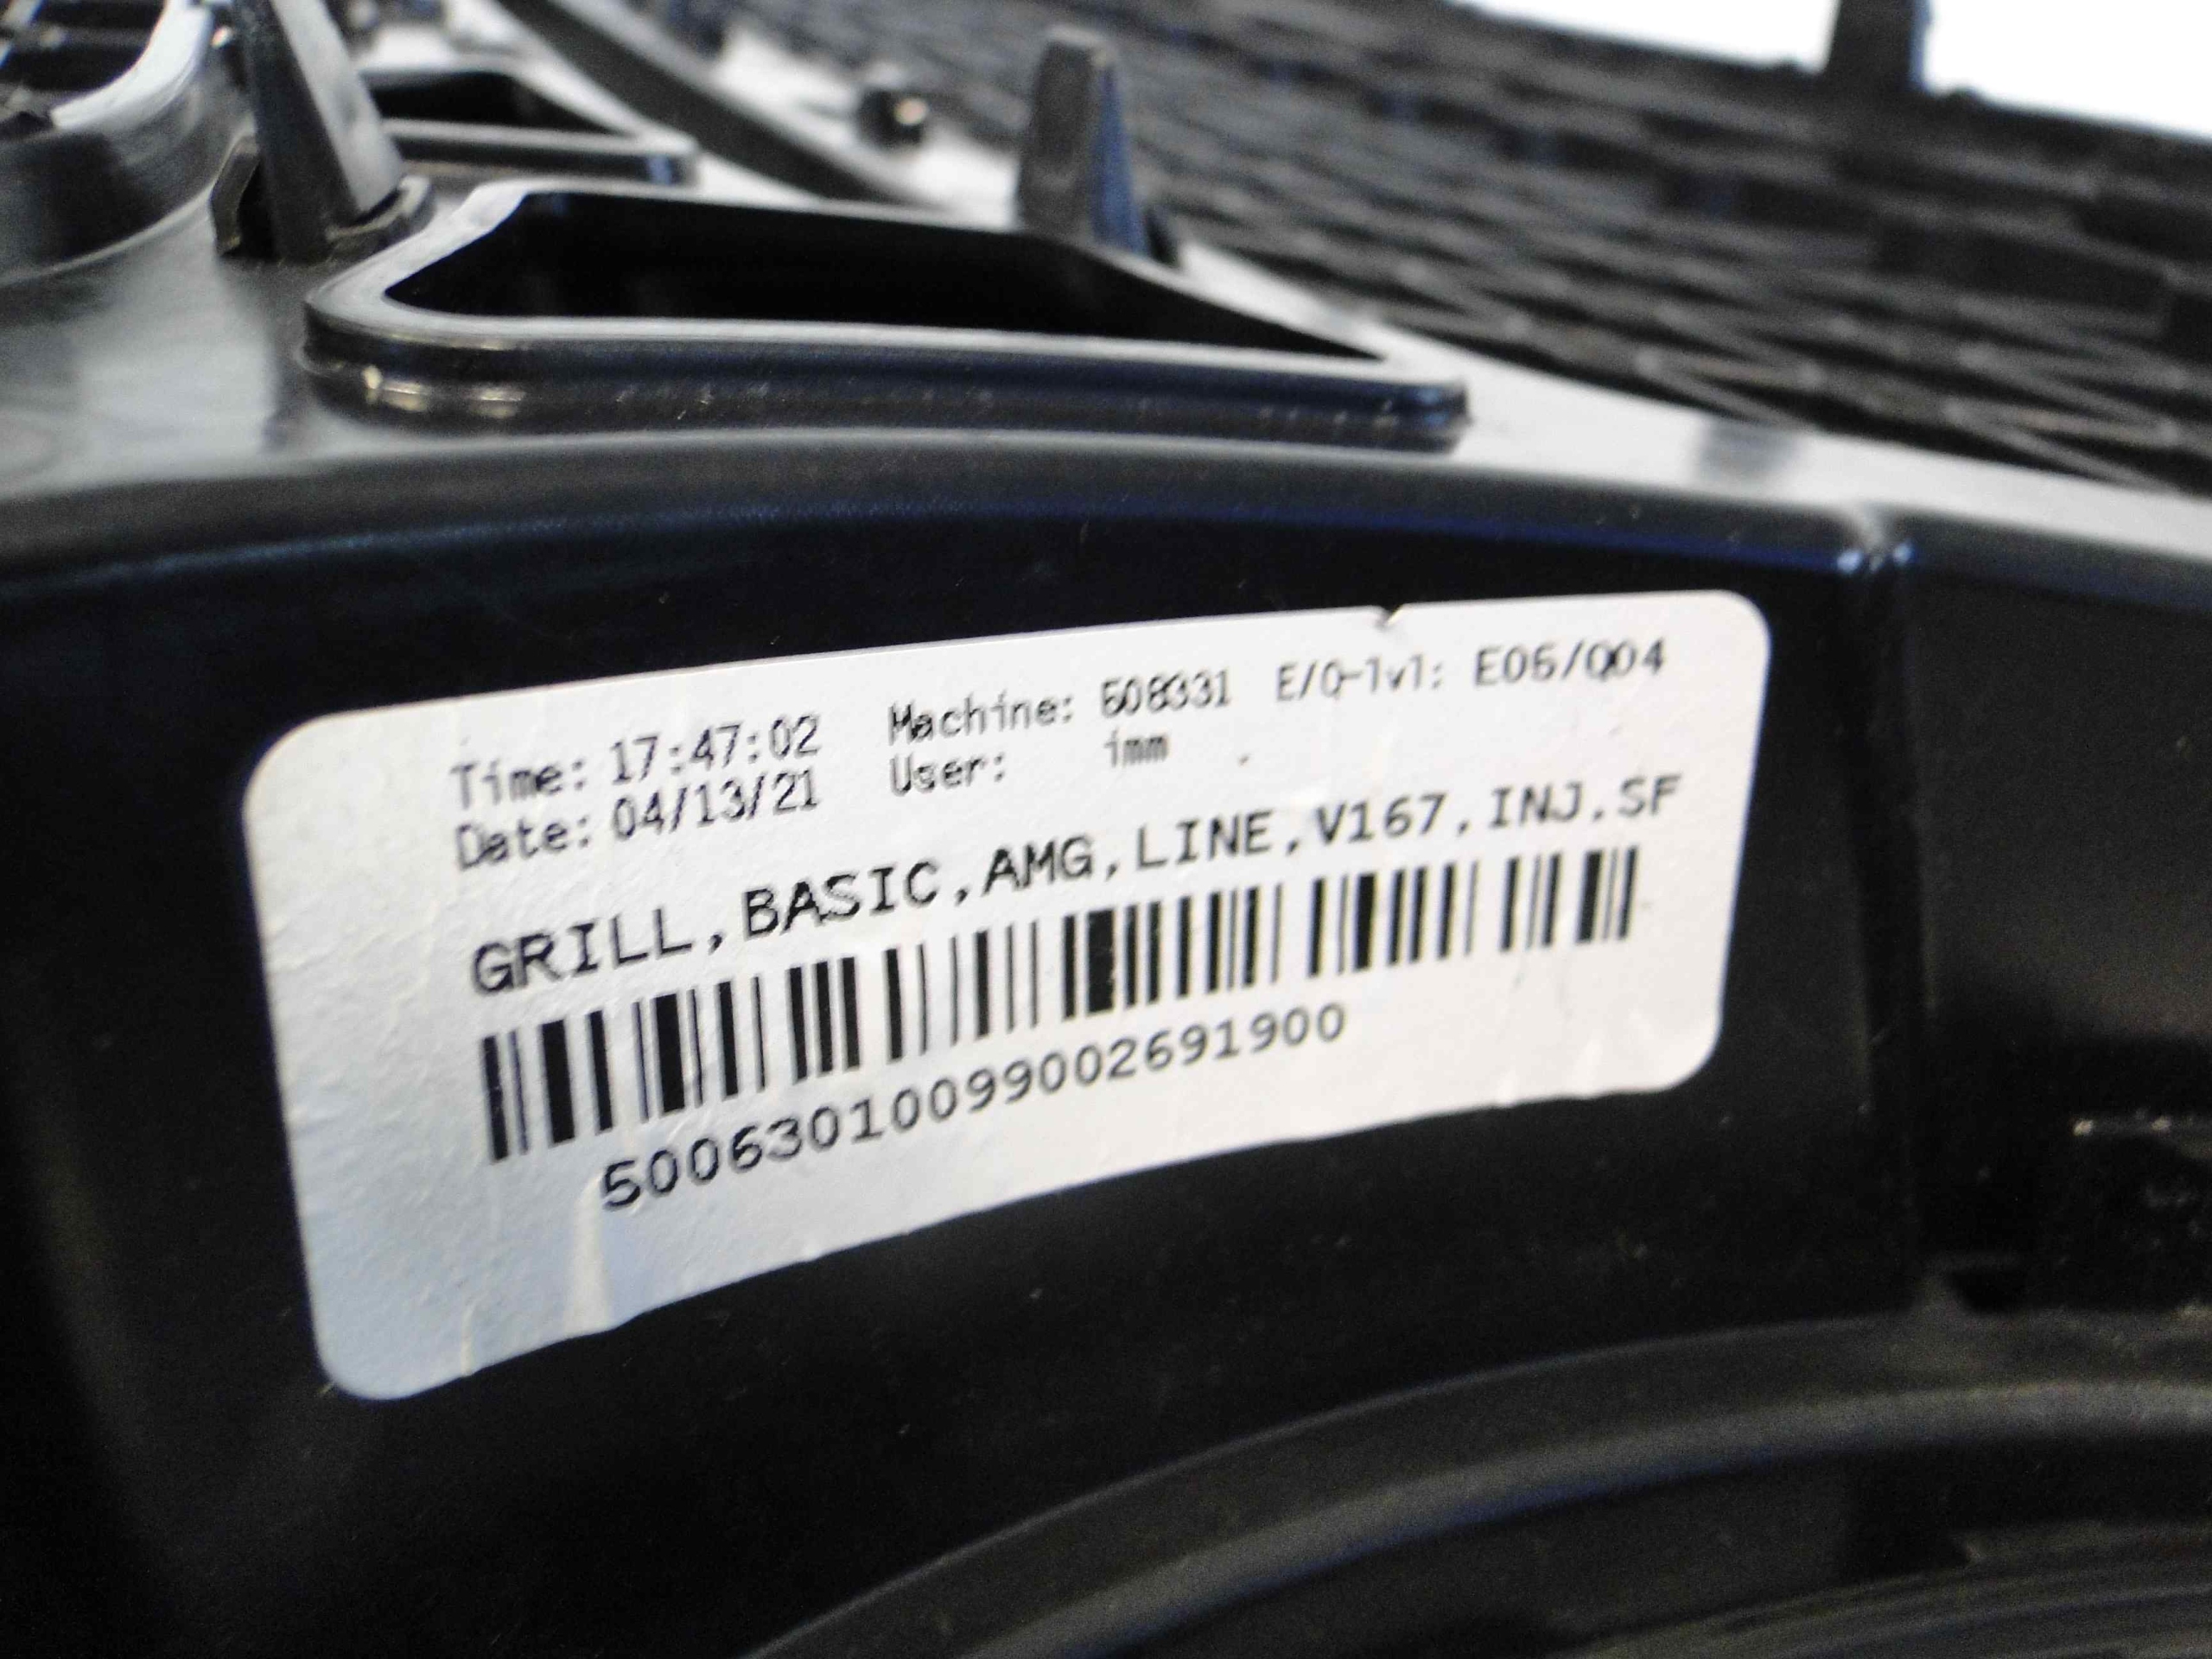 Time: 17:47:02 Machine: 508331 E/Q-lvl: E06/Q04
Date: 04/13/21 User: imm
GRILL,BASIC,AMG,LINE,V167,INJ.SF
50063010099002691900